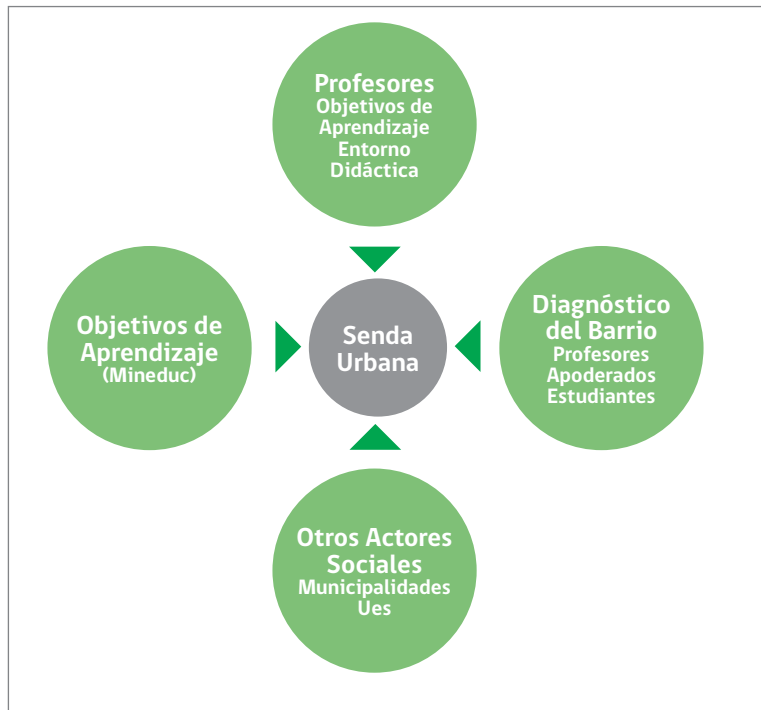 Profesores
Objetivos de
Aprendizaje
Entorno
Didáctica
Objetivos de
Aprendizaje
(Mineduc)
Senda
Urbana
Diagnóstico
del Barrio
Profesores
Apoderados
Estudiantes
Otros Actores
Sociales
Municipalidades
Ues